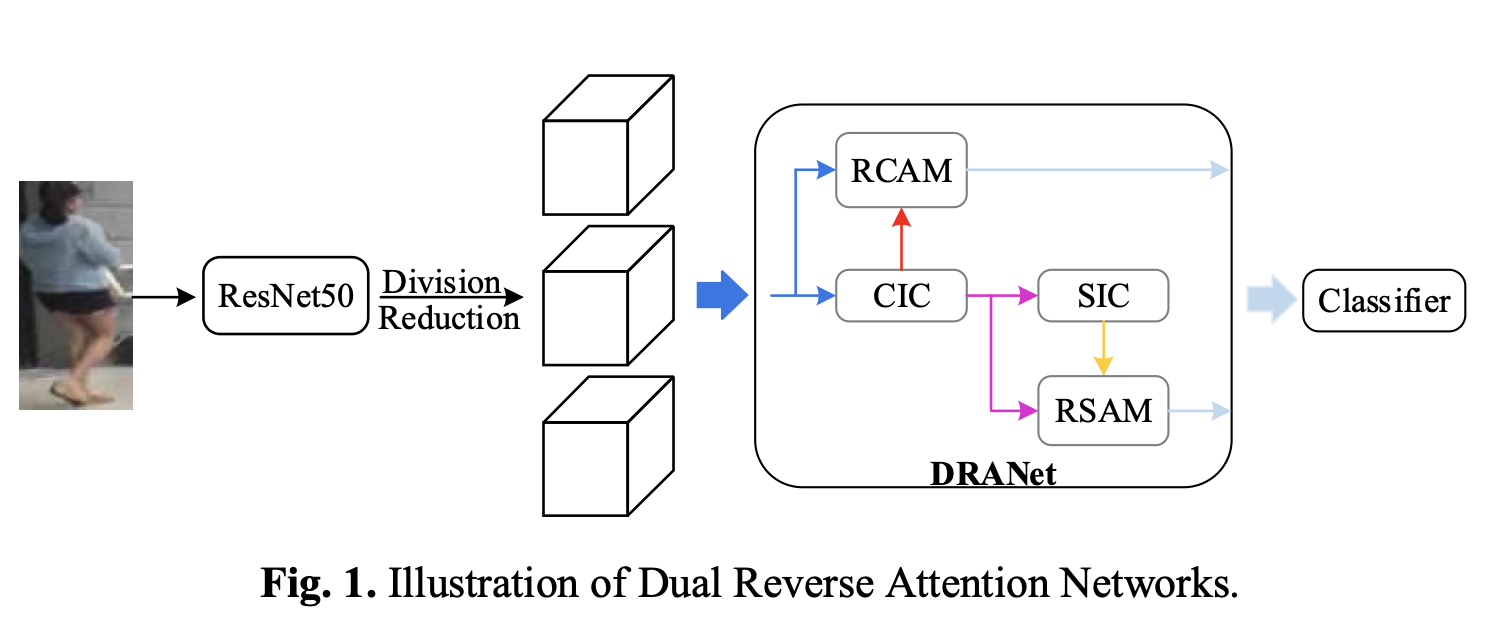 ResNet50
Division
Reduction
RCAM
CIC
SIC
RSAM
DRANet
Classifier
Fig. 1. Illustration of Dual Reverse Attention Networks.